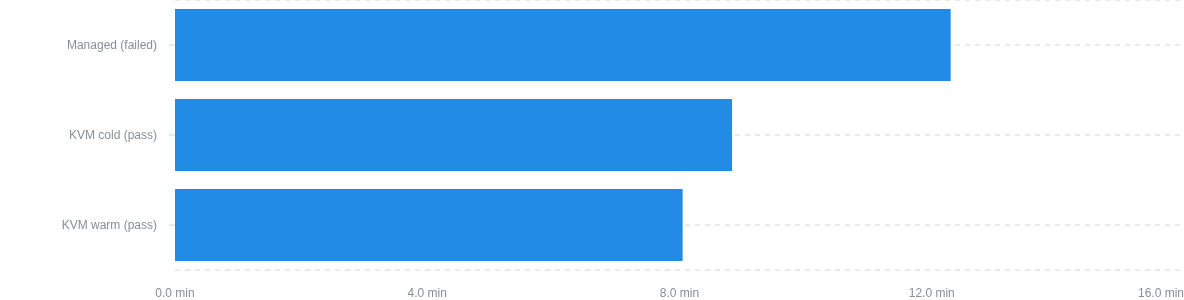 Managed (failed)
KVM cold (pass)
KVM warm (pass)
0.0 min 4.0 min 8.0 min 12.0 min 16.0 min